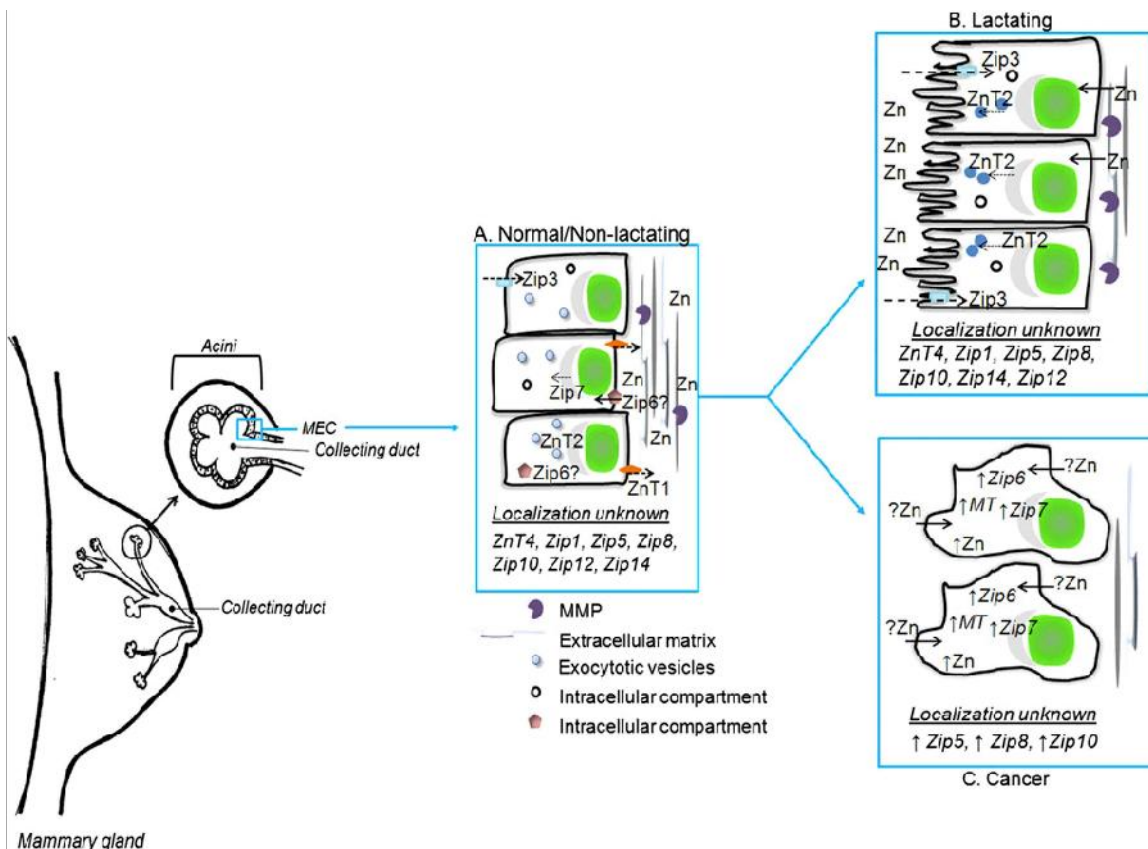 Acini
MEC
Collecting duct
Collecting duct
Mammary gland
A. Normal/Non-lactating
Zip3
Zn
Zn
Zn
Zip7
Zip6?
ZnT2
Zn
Zip6?
ZnT1
Localization unknown
ZnT4, Zip1, Zip5, Zip8,
Zip10, Zip12, Zip14
MMP
Extracellular matrix
Exocytotic vesicles
Intracellular compartment
Intracellular compartment
B. Lactating
Zip3
Zn
ZnT2
Zn
Zn
Zn
ZnT2
Zn
Zn
ZnT2
Zn
Zip3
Localization unknown
ZnT4, Zip1, Zip5, Zip8,
Zip10, Zip14, Zip12
?Zn
↑Zip6
?Zn
↑MT ↑Zip7
↑Zn
?Zn
↑Zip6
?Zn
↑MT ↑Zip7
↑Zn
Localization unknown
↑ Zip5, ↑ Zip8, ↑Zip10
C. Cancer